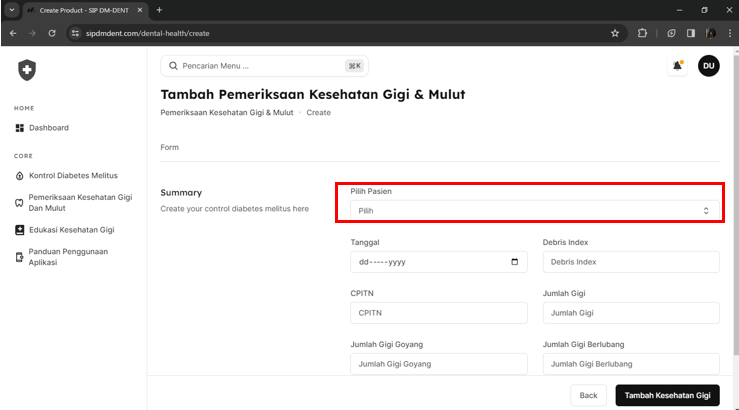 Create Product - SIP DM-DENT
sipdmdent.com/dental-health/create
Pencarian Menu ...
⌘K
DU
Tambah Pemeriksaan Kesehatan Gigi & Mulut
Pemeriksaan Kesehatan Gigi & Mulut · Create
HOME
Dashboard
CORE
Kontrol Diabetes Melitus
Pemeriksaan Kesehatan Gigi
Dan Mulut
Edukasi Kesehatan Gigi
Panduan Penggunaan
Aplikasi
Form
Summary
Create your control diabetes melitus here
Pilih Pasien
Pilih
Tanggal
Debris Index
dd-----yyyy
Debris Index
CPITN
Jumlah Gigi
CPITN
Jumlah Gigi
Jumlah Gigi Goyang
Jumlah Gigi Berlubang
Jumlah Gigi Goyang
Jumlah Gigi Berlubang
Back
Tambah Kesehatan Gigi